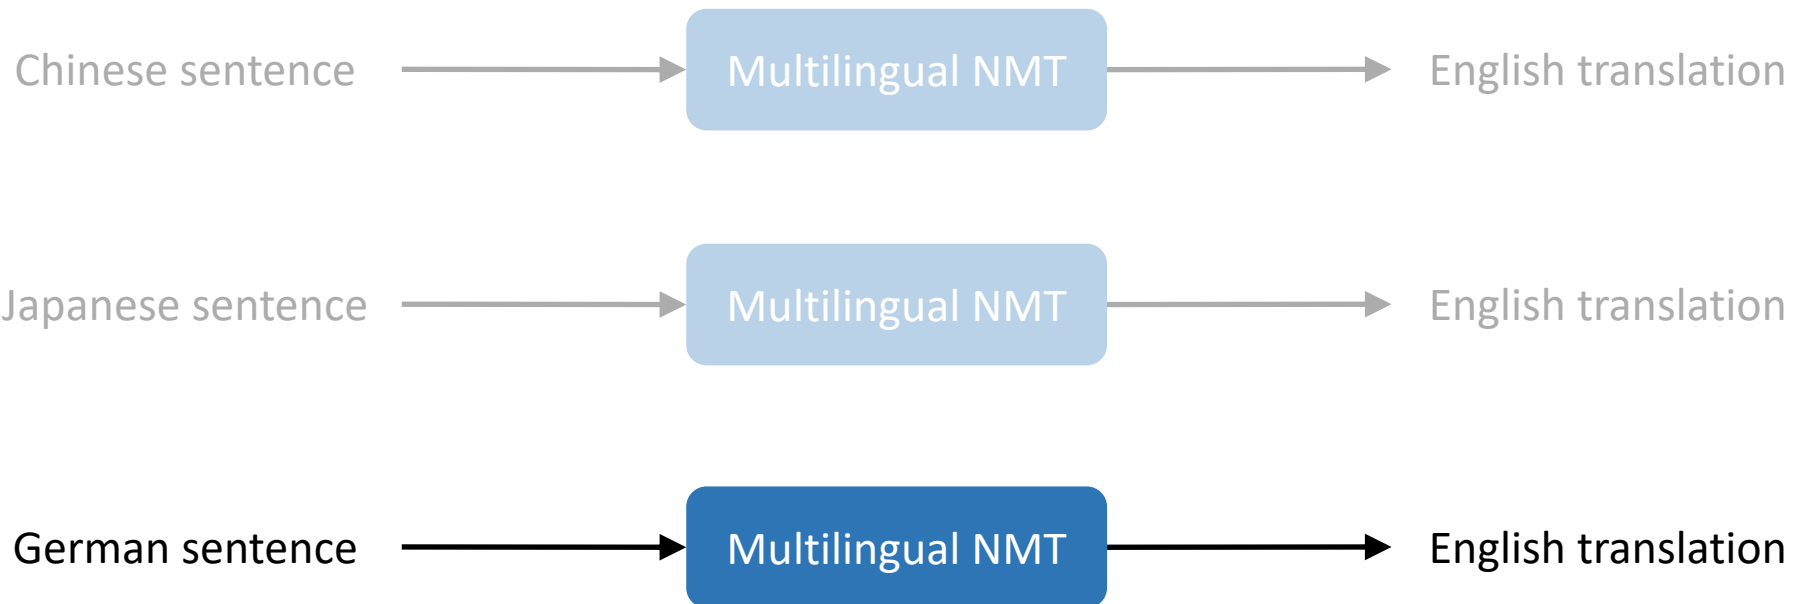 Chinese sentence Multilingual NMT English translation
Japanese sentence Multilingual NMT English translation
German sentence Multilingual NMT English translation